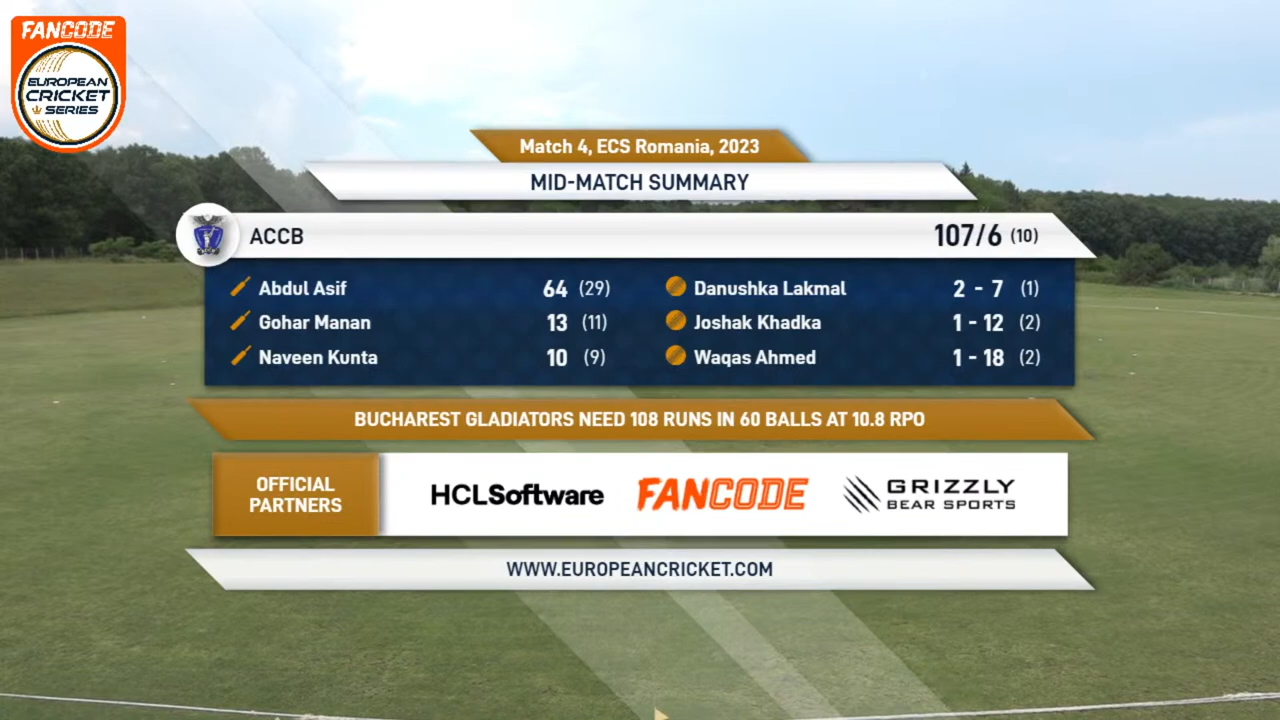 FANCODE
EUROPEAN
CRICKET
SERIES
Match 4, ECS Romania, 2023
MID-MATCH SUMMARY
ACCB 107/6 (10)
Abdul Asif 64 (29) Danushka Lakmal 2 - 7 (1)
Gohar Manan 13 (11) Joshak Khadka 1 - 12 (2)
Naveen Kunta 10 (9) Waqas Ahmed 1 - 18 (2)
BUCHAREST GLADIATORS NEED 108 RUNS IN 60 BALLS AT 10.8 RPO
OFFICIAL
PARTNERS
HCLSoftware FANCODE GRIZZLY
BEAR SPORTS
WWW.EUROPEANCRICKET.COM